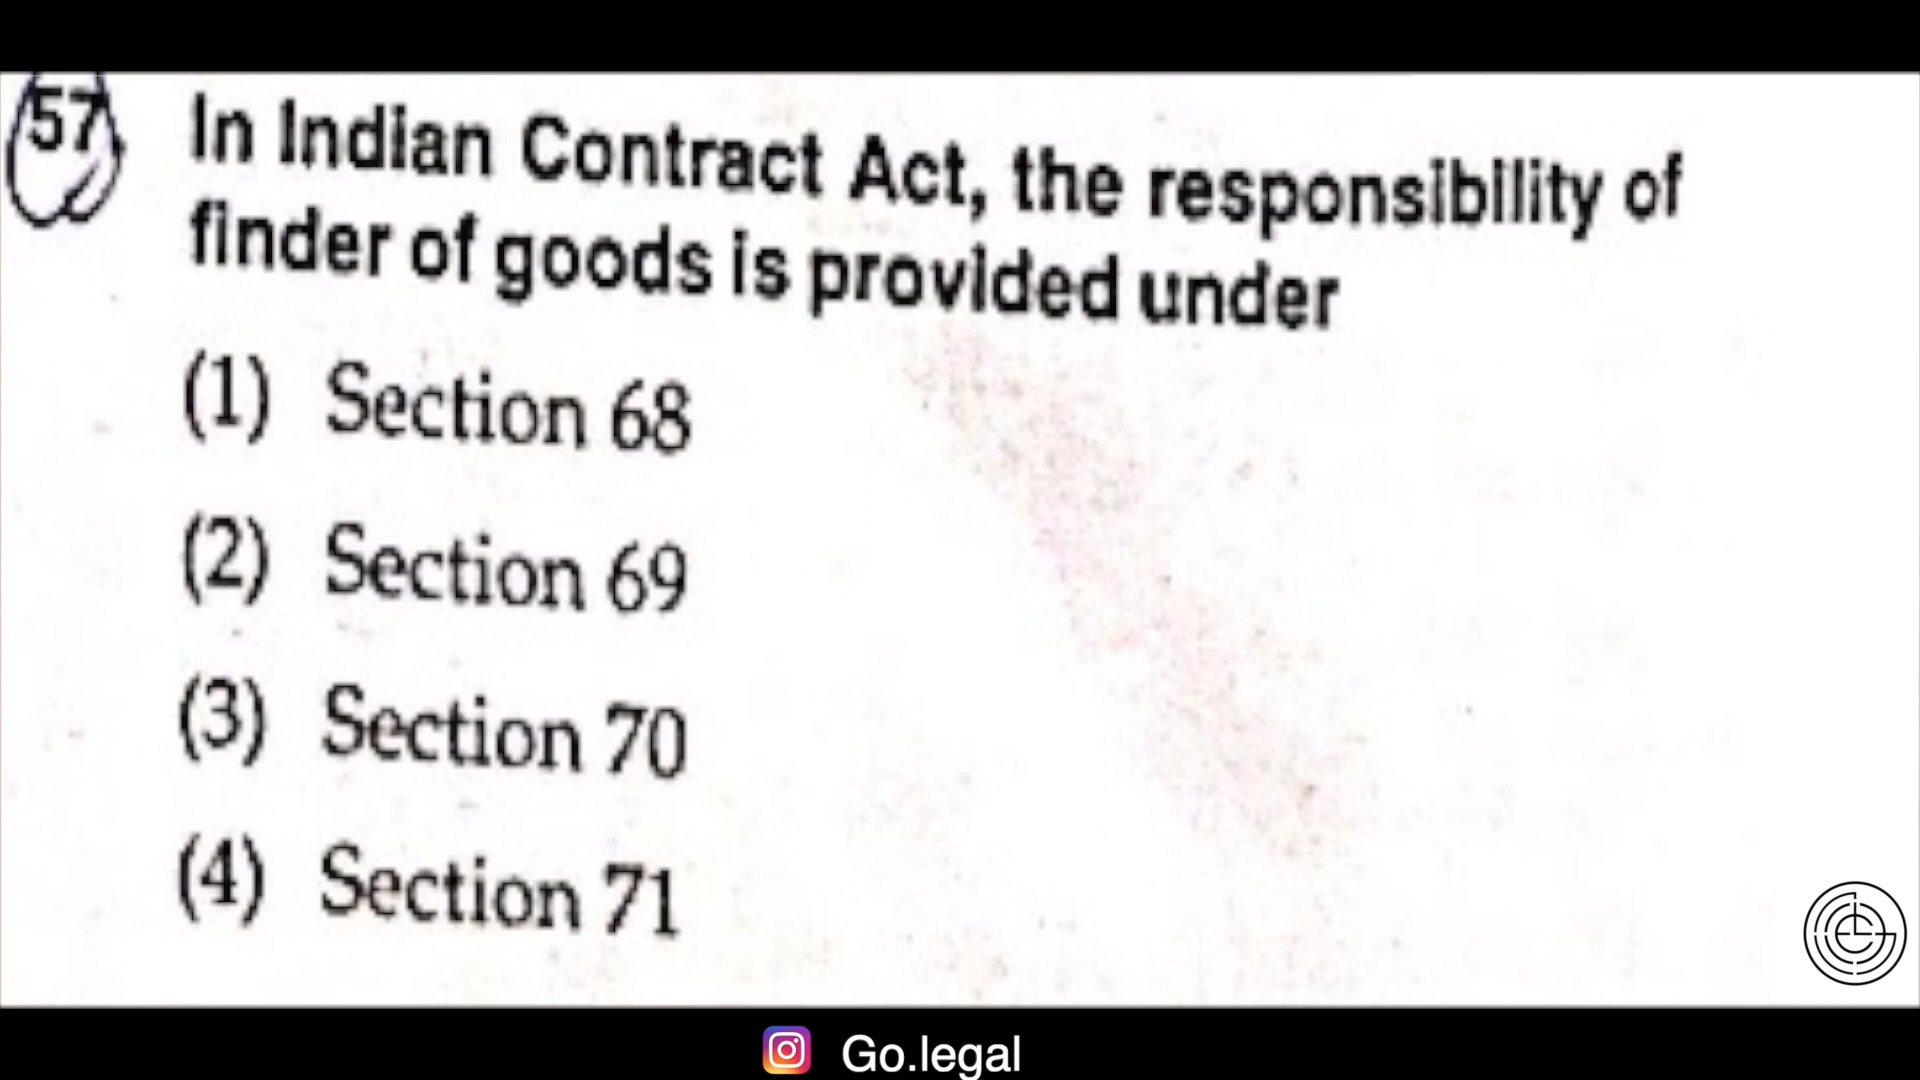 57. In Indian Contract Act, the responsibility of
finder of goods is provided under
(1) Section 68
(2) Section 69
(3) Section 70
(4) Section 71
Go.legal